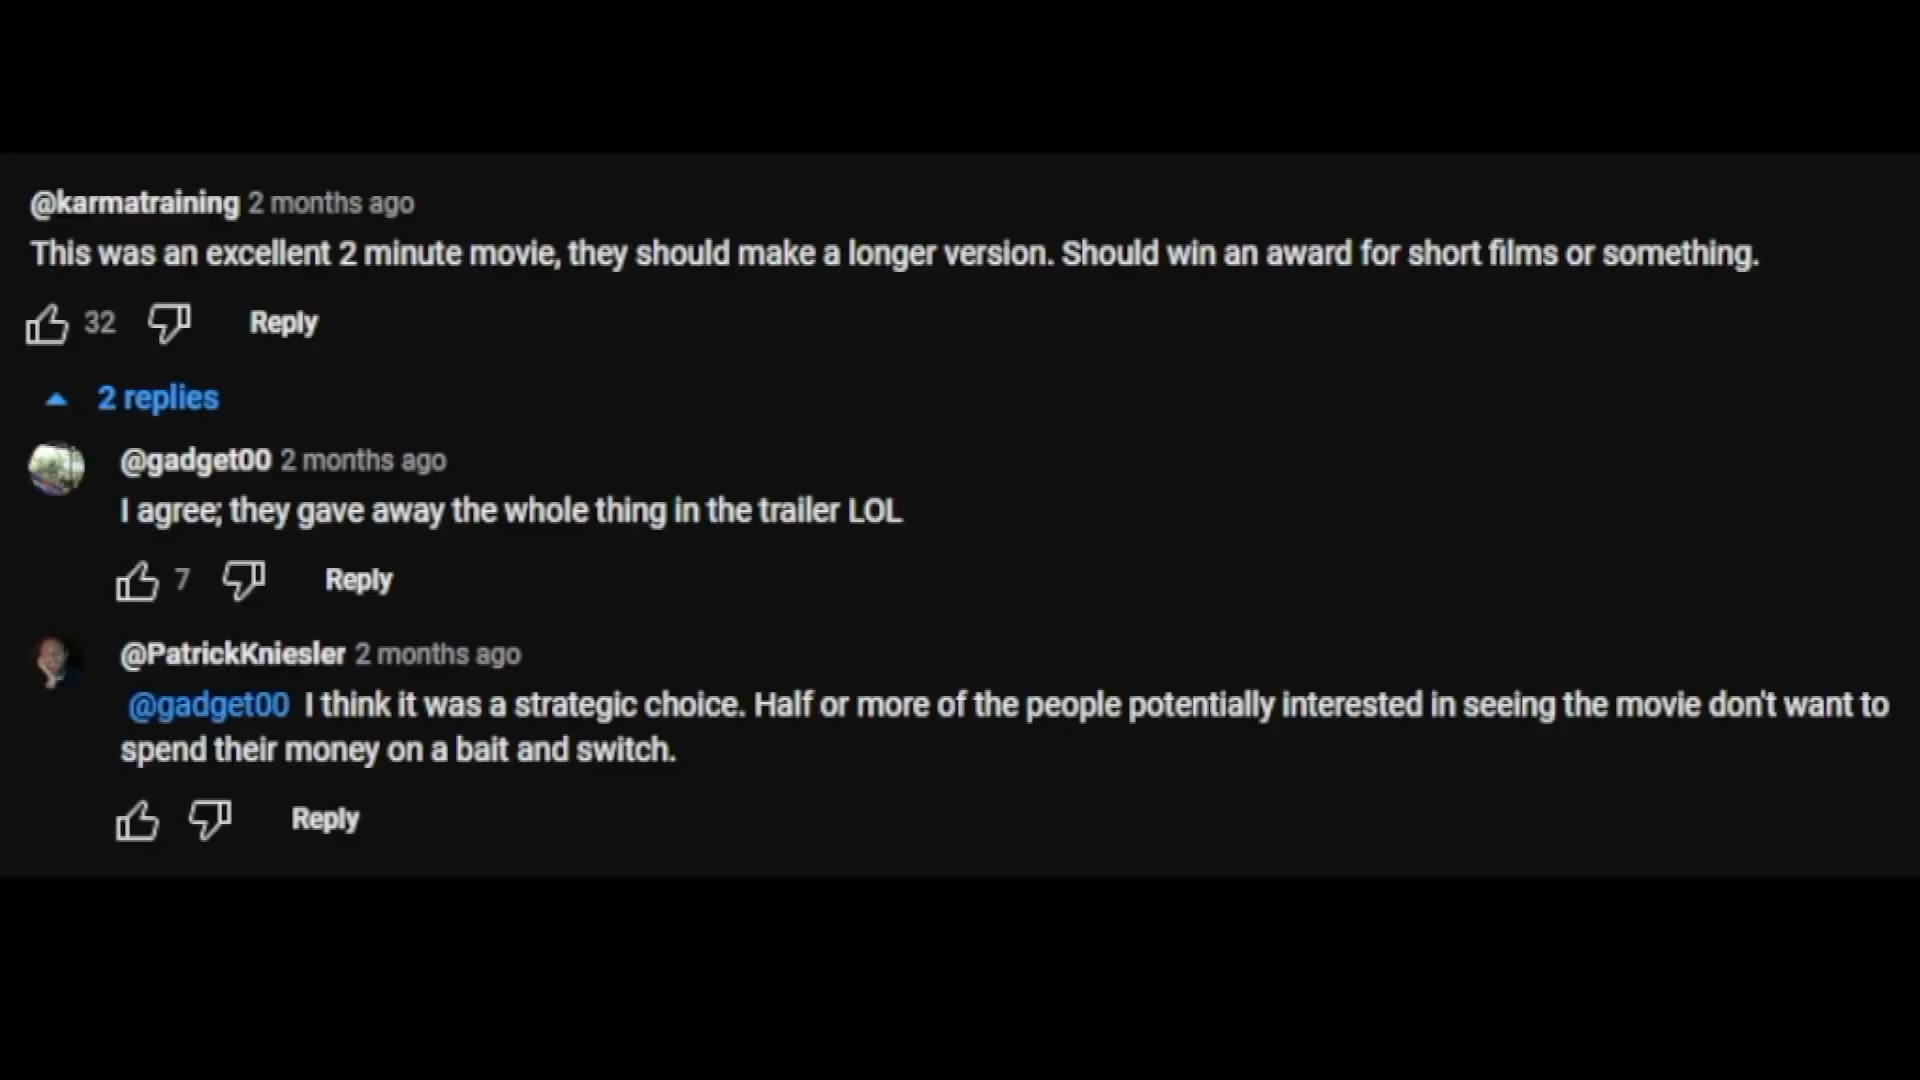 @karmatraining 2 months ago
This was an excellent 2 minute movie, they should make a longer version. Should win an award for short films or something.
32 Reply
2 replies
@gadget00 2 months ago
I agree; they gave away the whole thing in the trailer LOL
7 Reply
@PatrickKniesler 2 months ago
@gadget00 I think it was a strategic choice. Half or more of the people potentially interested in seeing the movie don't want to
spend their money on a bait and switch.
Reply